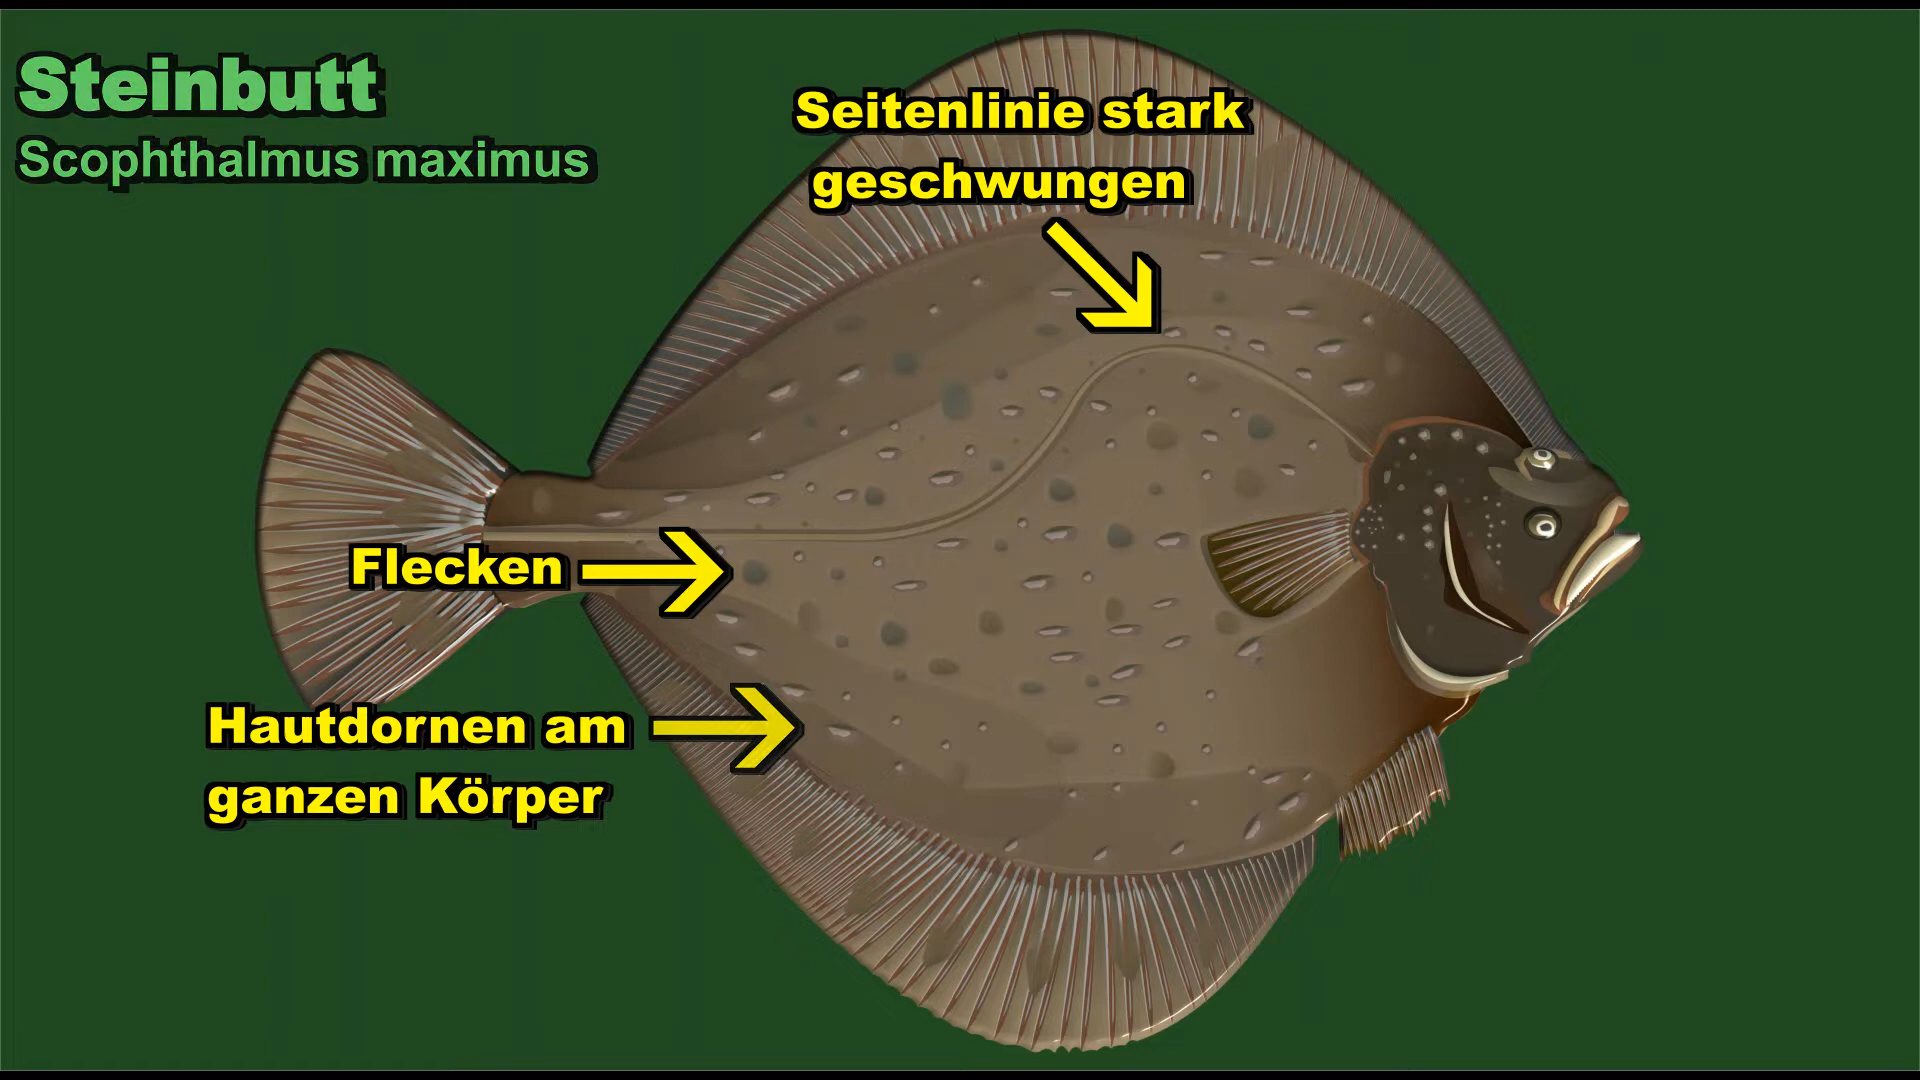 Steinbutt
Scophthalmus maximus
Seitenlinie stark
geschwungen
Flecken
Hautdornen am
ganzen Körper